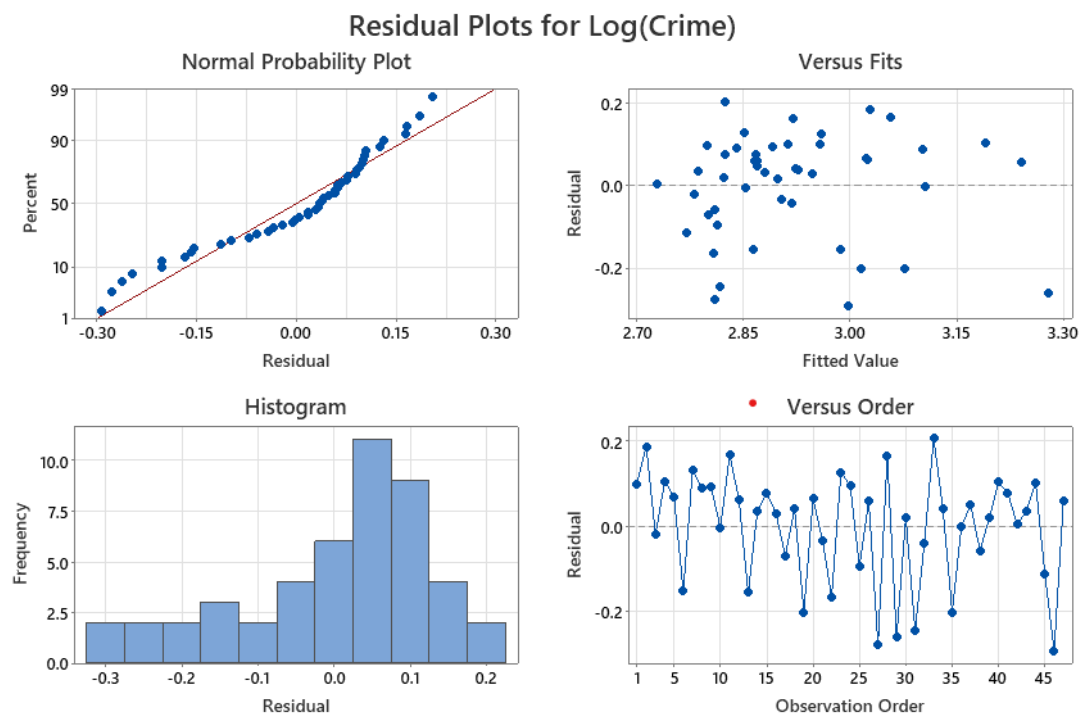 Residual Plots for Log(Crime)
Normal Probability Plot
99
90
50
10
1
Percent
-0.30 -0.15 0.00 0.15 0.30
Residual
Versus Fits
0.2
0.0
-0.2
Residual
2.70 2.85 3.00 3.15 3.30
Fitted Value
Histogram
10.0
7.5
5.0
2.5
0.0
Frequency
-0.3 -0.2 -0.1 0.0 0.1 0.2
Residual
Versus Order
0.2
0.0
-0.2
Residual
1 5 10 15 20 25 30 35 40 45
Observation Order